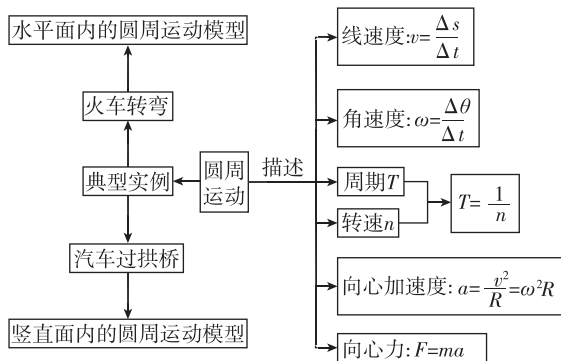 水平面内的圆周运动模型
火车转弯
典型实例
汽车过拱桥
竖直面内的圆周运动模型
圆周
运动
描述
线速度:v=Δs/Δt
角速度:ω=Δθ/Δt
周期T
转速n
T=1/n
向心加速度:a=v²/R=ω²R
向心力:F=ma